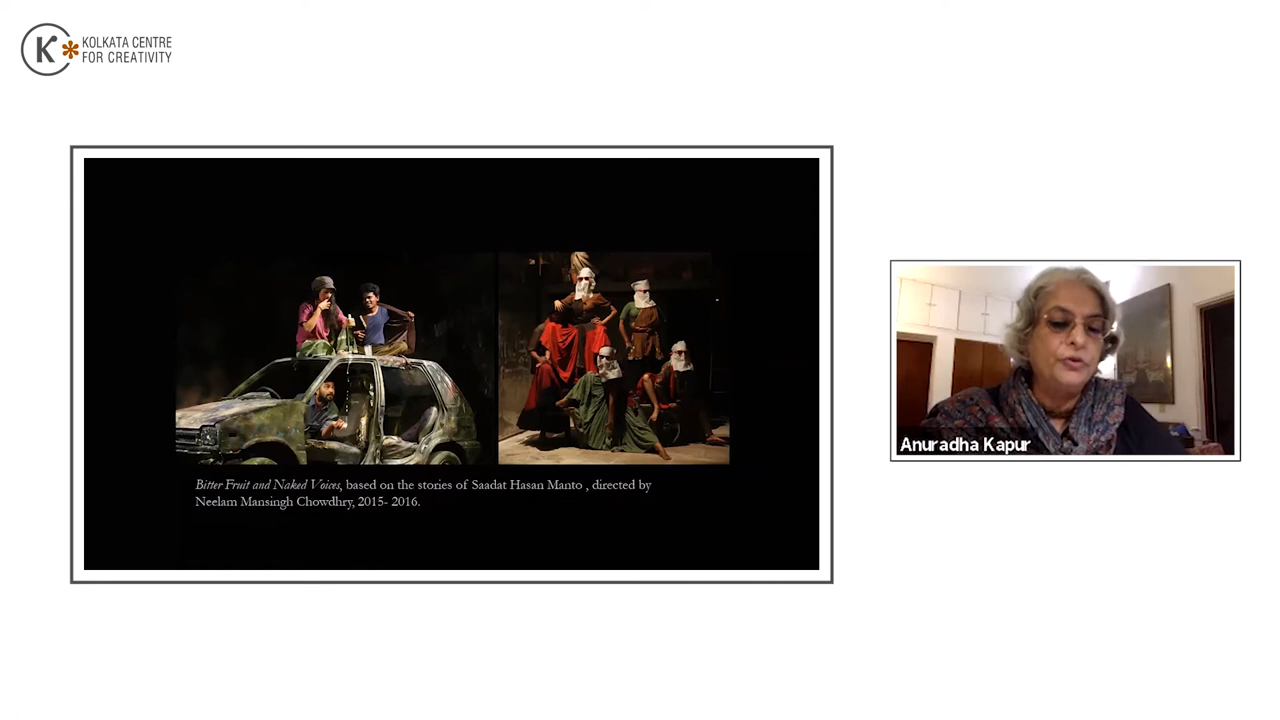 KOLKATA CENTRE
FOR CREATIVITY
Bitter Fruit and Naked Voices, based on the stories of Saadat Hasan Manto , directed by
Neelam Mansingh Chowdhry, 2015- 2016.
Anuradha Kapur